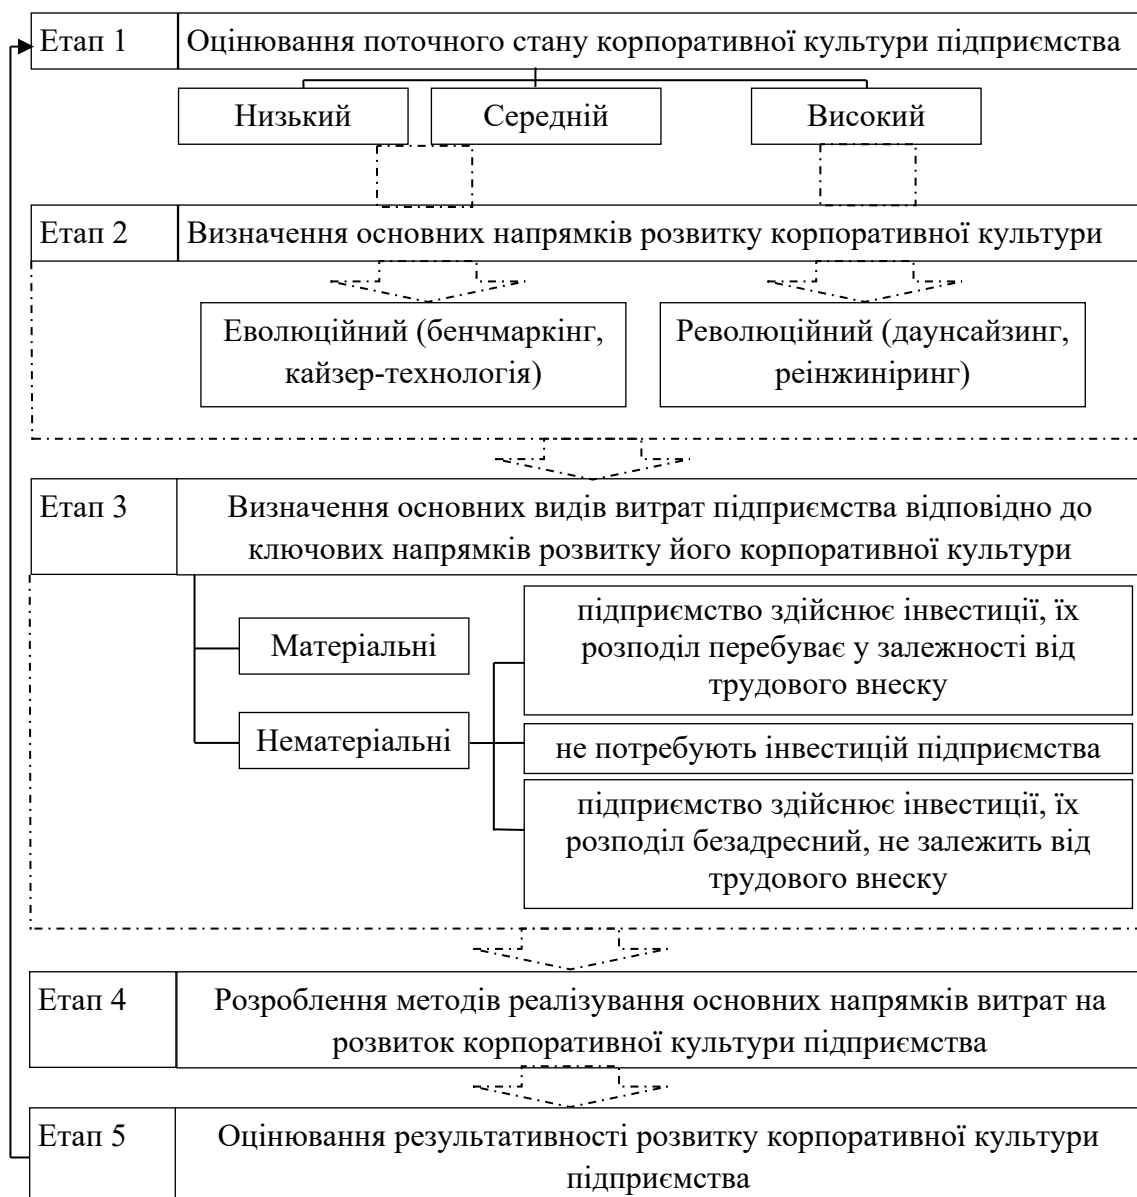 Етап 1
Оцінювання поточного стану корпоративної культури підприємства
Низький
Середній
Високий
Етап 2
Визначення основних напрямків розвитку корпоративної культури
Еволюційний (бенчмаркінг,
кайзер-технологія)
Революційний (даунсайзинг,
реінжиніринг)
Етап 3
Визначення основних видів витрат підприємства відповідно до
ключових напрямків розвитку його корпоративної культури
Матеріальні
Нематеріальні
підприємство здійснює інвестиції, їх
розподіл перебуває у залежності від
трудового внеску
не потребують інвестицій підприємства
підприємство здійснює інвестиції, їх
розподіл безадресний, не залежить від
трудового внеску
Етап 4
Розроблення методів реалізування основних напрямків витрат на
розвиток корпоративної культури підприємства
Етап 5
Оцінювання результативності розвитку корпоративної культури
підприємства